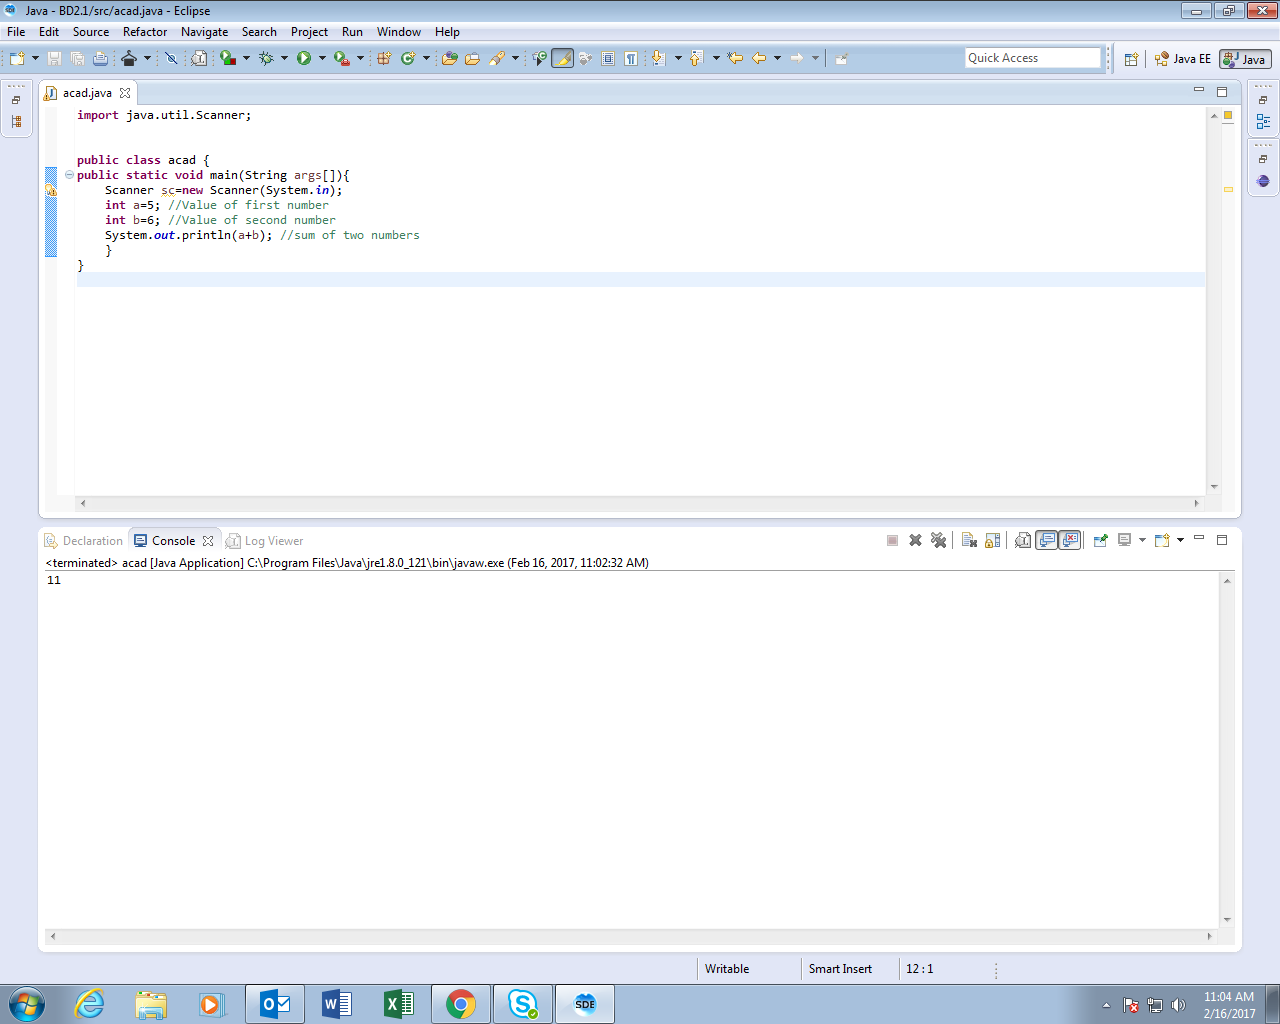 Java - BD2.1/src/acad.java - Eclipse
File Edit Source Refactor Navigate Search Project Run Window Help
Quick Access
Java EE
Java
acad.java
import java.util.Scanner;
public class acad {
public static void main(String args[]){
Scanner sc=new Scanner(System.in);
int a=5; //Value of first number
int b=6; //Value of second number
System.out.println(a+b); //sum of two numbers
}
}
Declaration Console Log Viewer
<terminated> acad [Java Application] C:\Program Files\Java\jre1.8.0_121\bin\javaw.exe (Feb 16, 2017, 11:02:32 AM)
11
Writable Smart Insert 12 : 1
SDE
11:04 AM
2/16/2017